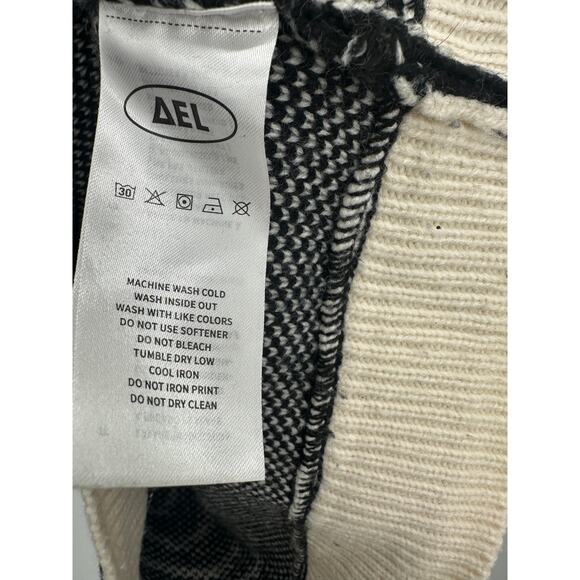 ΔEL
30
MACHINE WASH COLD
WASH INSIDE OUT
WASH WITH LIKE COLORS
DO NOT USE SOFTENER
DO NOT BLEACH
TUMBLE DRY LOW
COOL IRON
DO NOT IRON PRINT
DO NOT DRY CLEAN